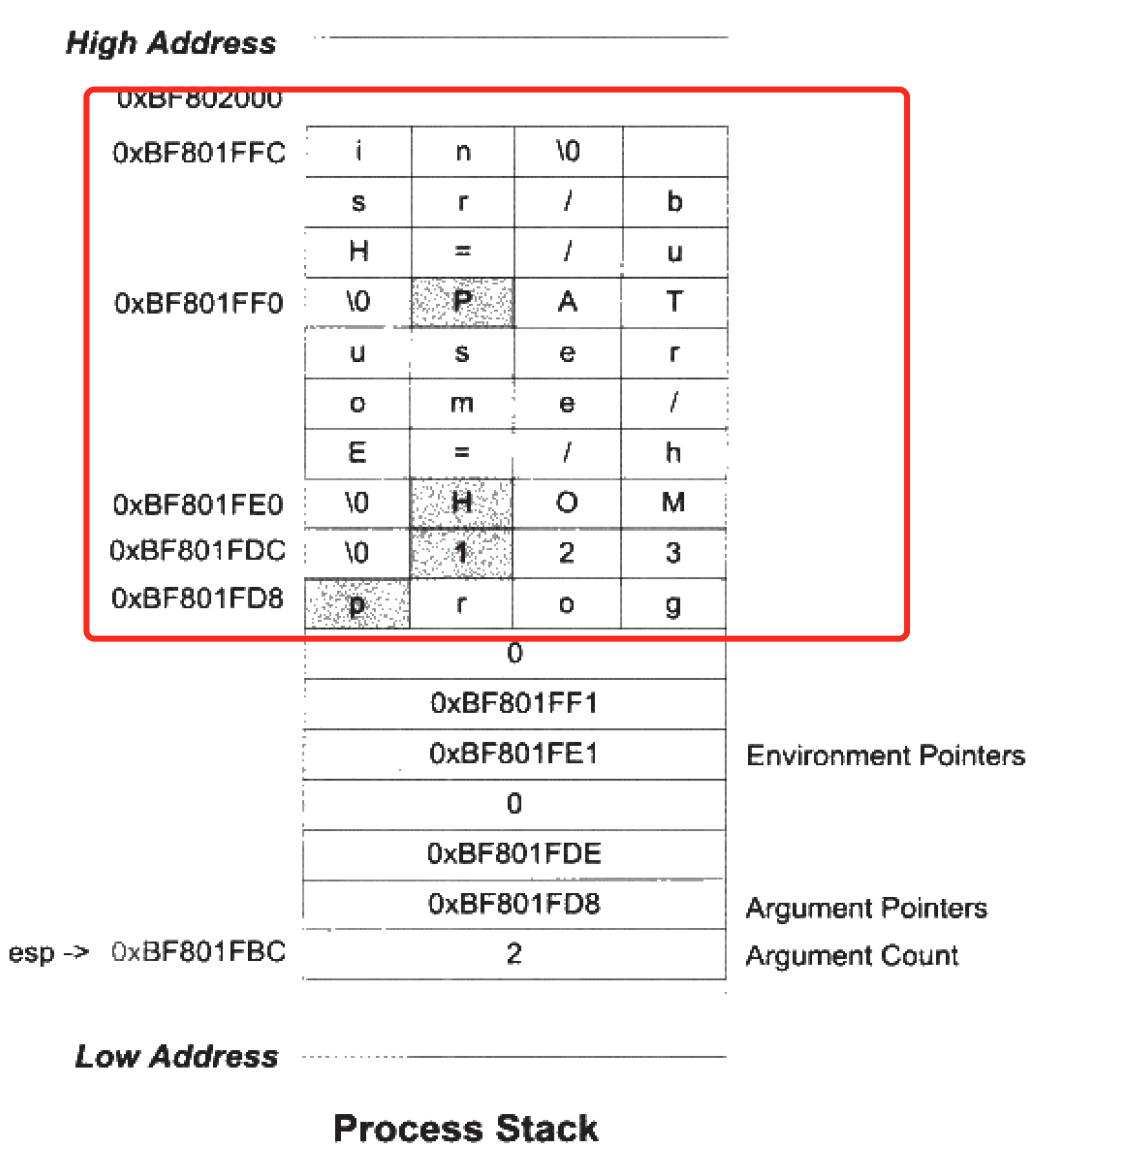 High Address
0xBF802000
0xBF801FFC i n \0
s r / b
H = / u
0xBF801FF0 \0 P A T
u s e r
o m e /
E = / h
0xBF801FE0 \0 H O M
0xBF801FDC \0 1 2 3
0xBF801FD8 p r o g
0
0xBF801FF1
0xBF801FE1 Environment Pointers
0
0xBF801FDE
0xBF801FD8 Argument Pointers
esp -> 0xBF801FBC 2 Argument Count
Low Address
Process Stack